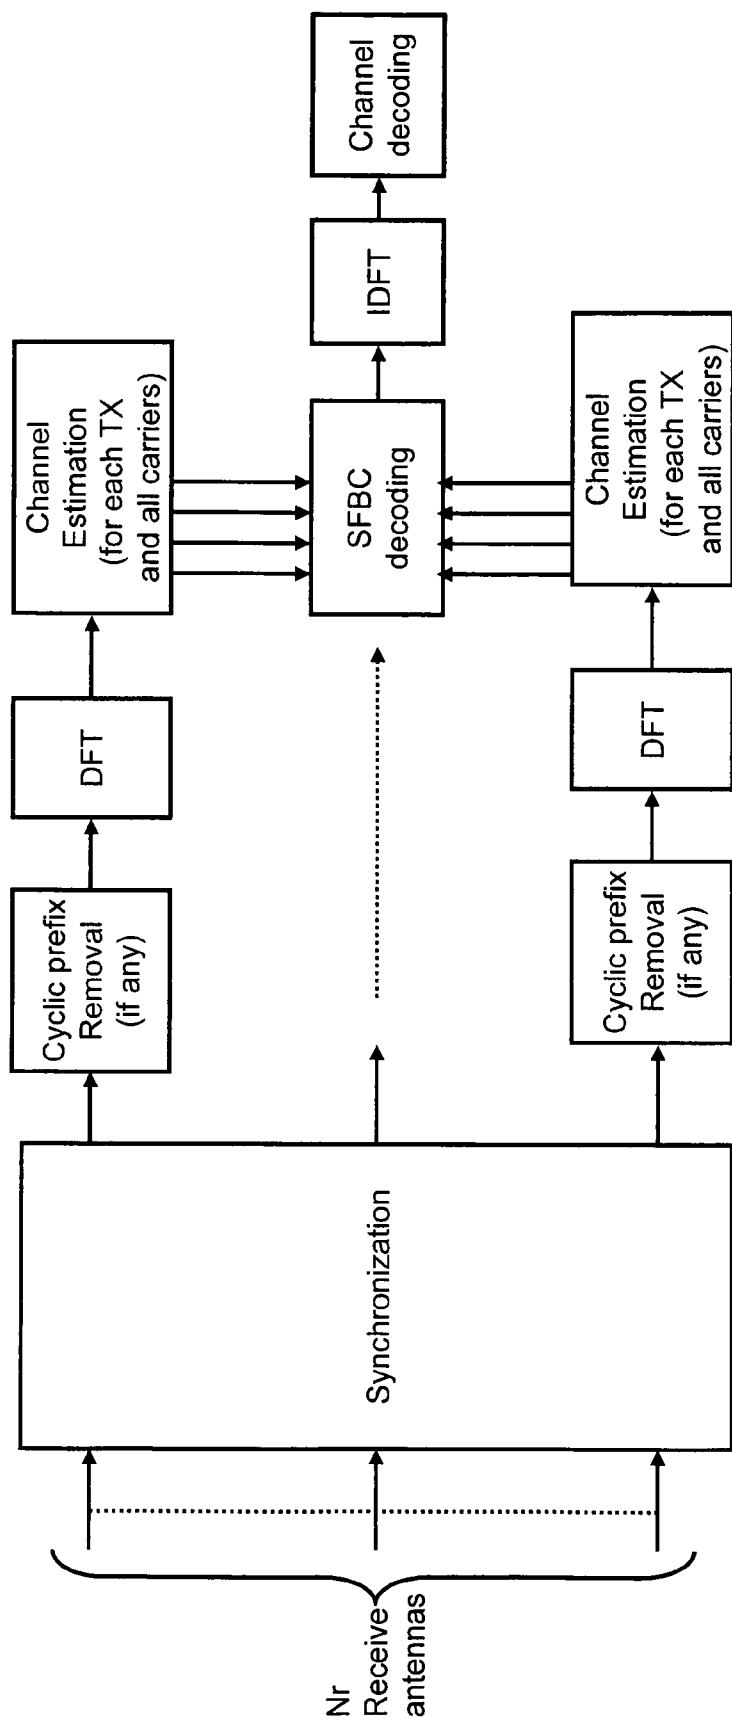 Nr
Receive
antennas
Synchronization
Cyclic prefix
Removal
(if any)
DFT
Channel
Estimation
(for each TX
and all carriers)
SFBC
decoding
IDFT
Channel
decoding
Cyclic prefix
Removal
(if any)
DFT
Channel
Estimation
(for each TX
and all carriers)